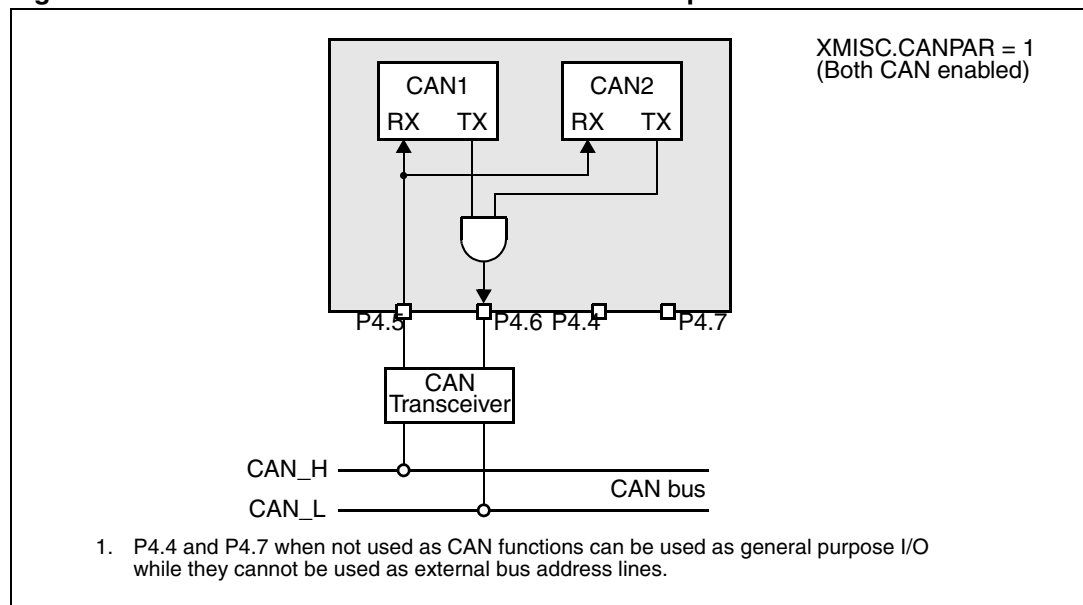 XMISC.CANPAR = 1
(Both CAN enabled)
CAN1
CAN2
RX TX
RX TX
P4.5
P4.6
P4.4
P4.7
CAN
Transceiver
CAN_H
CAN bus
CAN_L
1. P4.4 and P4.7 when not used as CAN functions can be used as general purpose I/O
while they cannot be used as external bus address lines.